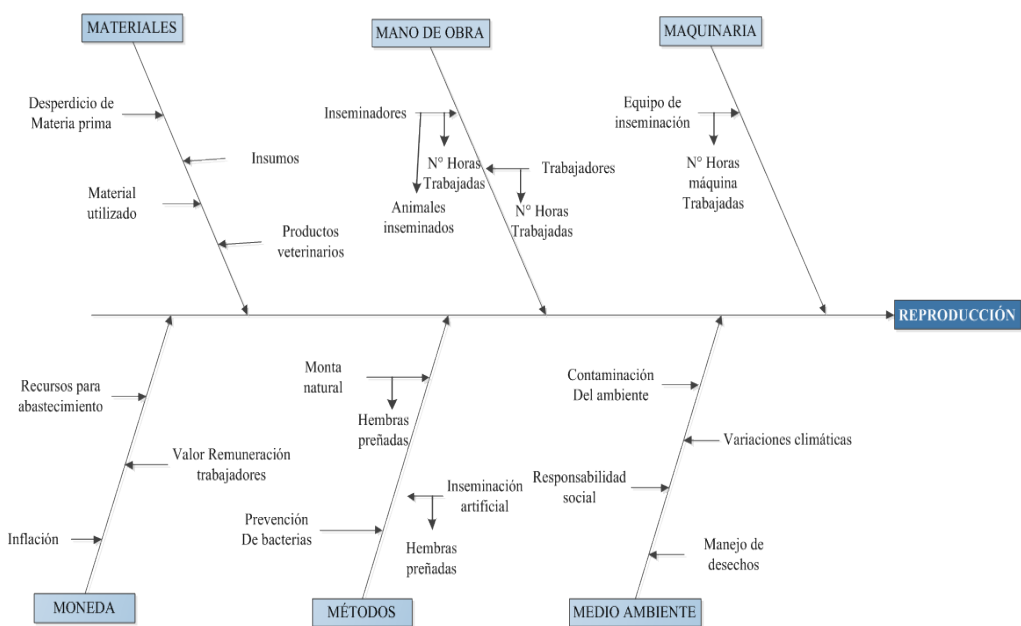 MATERIALES
MANO DE OBRA
MAQUINARIA
Desperdicio de
Materia prima
Insumos
Material
utilizado
Productos
veterinarios
Inseminadores
N° Horas
Trabajadas
Animales
inseminados
Trabajadores
N° Horas
Trabajadas
Equipo de
inseminación
N° Horas
máquina
Trabajadas
REPRODUCCIÓN
Recursos para
abastecimiento
Valor Remuneración
trabajadores
Inflación
Monta
natural
Hembras
preñadas
Inseminación
artificial
Hembras
preñadas
Prevención
De bacterias
Contaminación
Del ambiente
Variaciones climáticas
Responsabilidad
social
Manejo de
desechos
MONEDA
MÉTODOS
MEDIO AMBIENTE